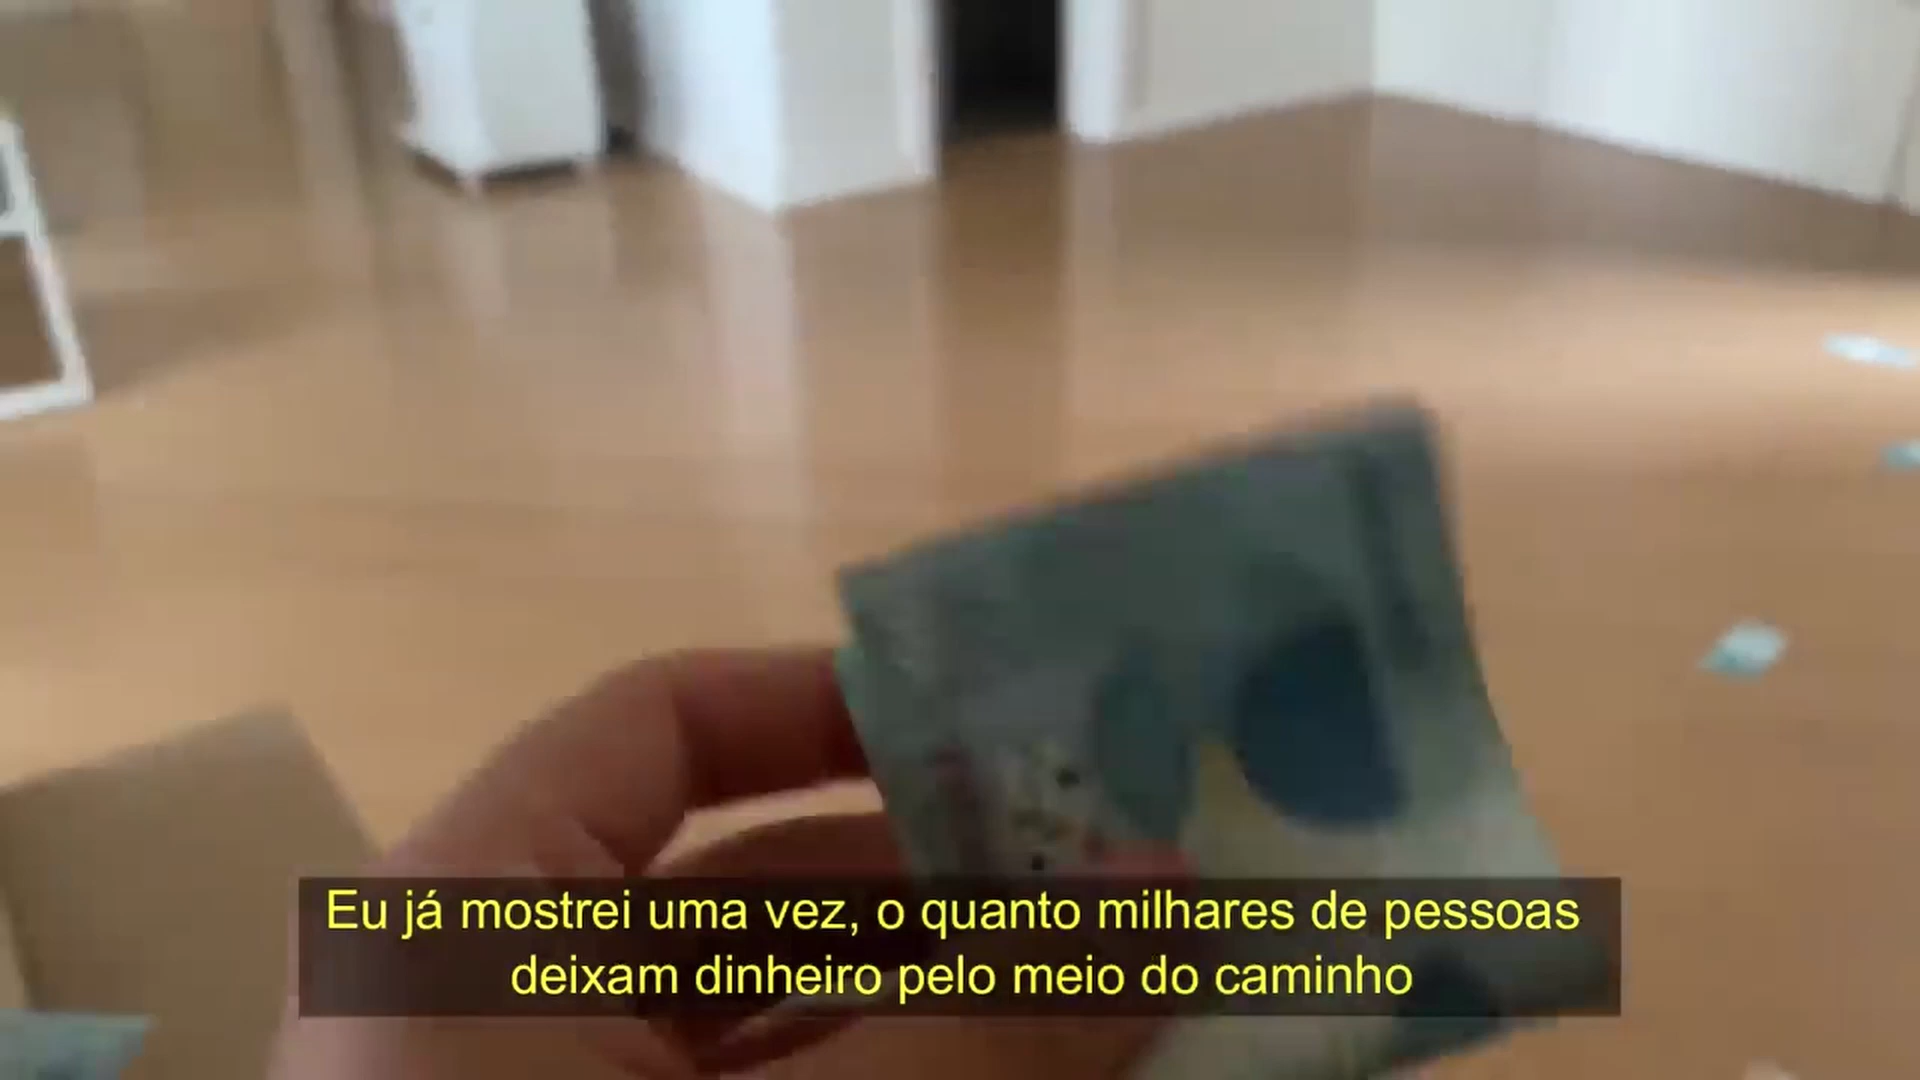 Eu já mostrei uma vez, o quanto milhares de pessoas
deixam dinheiro pelo meio do caminho